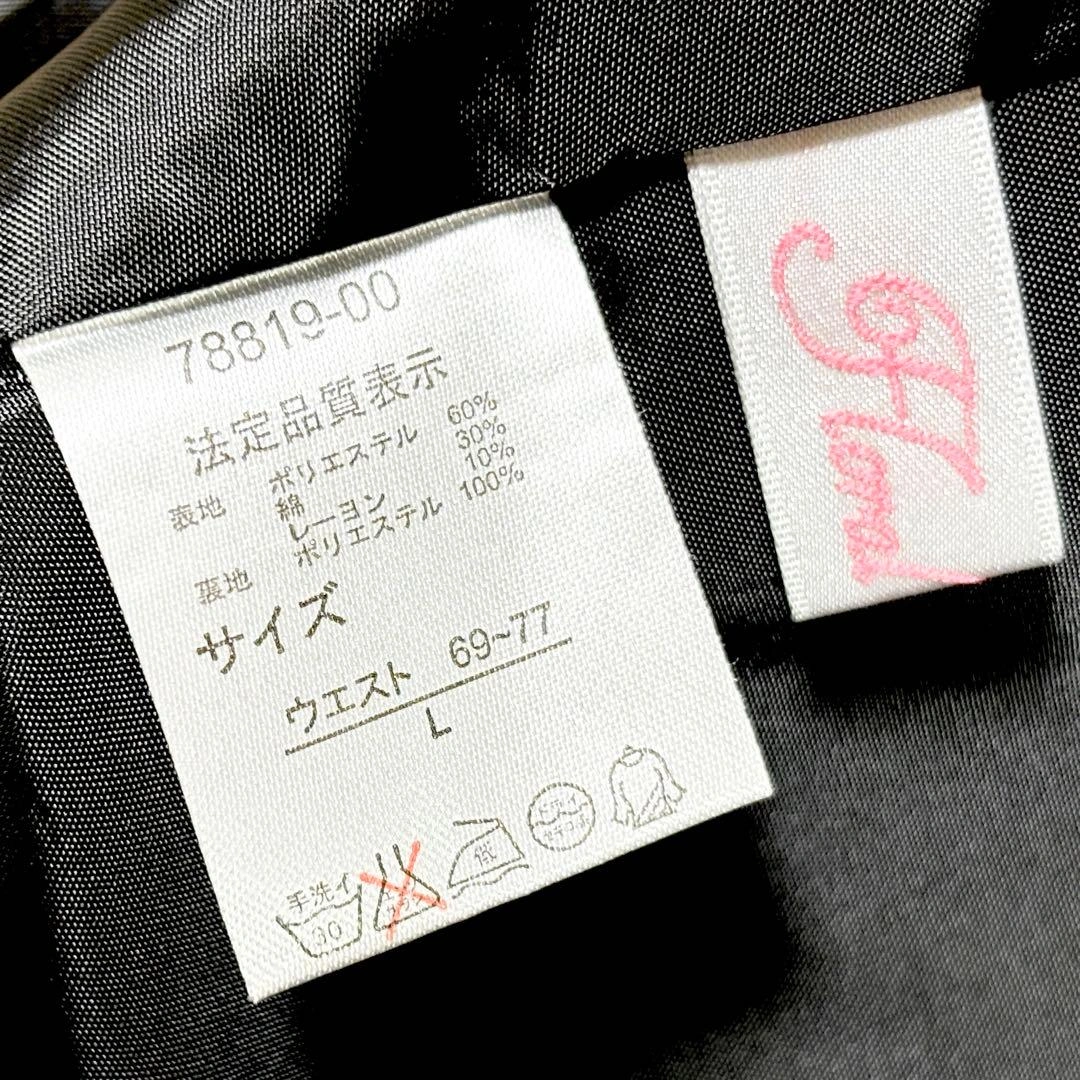 78819-00
法定品質表示
表地 ポリエステル 60%
綿 30%
レーヨン 10%
裏地 ポリエステル 100%
サイズ
ウエスト 69~77
L
手洗イ
30
低